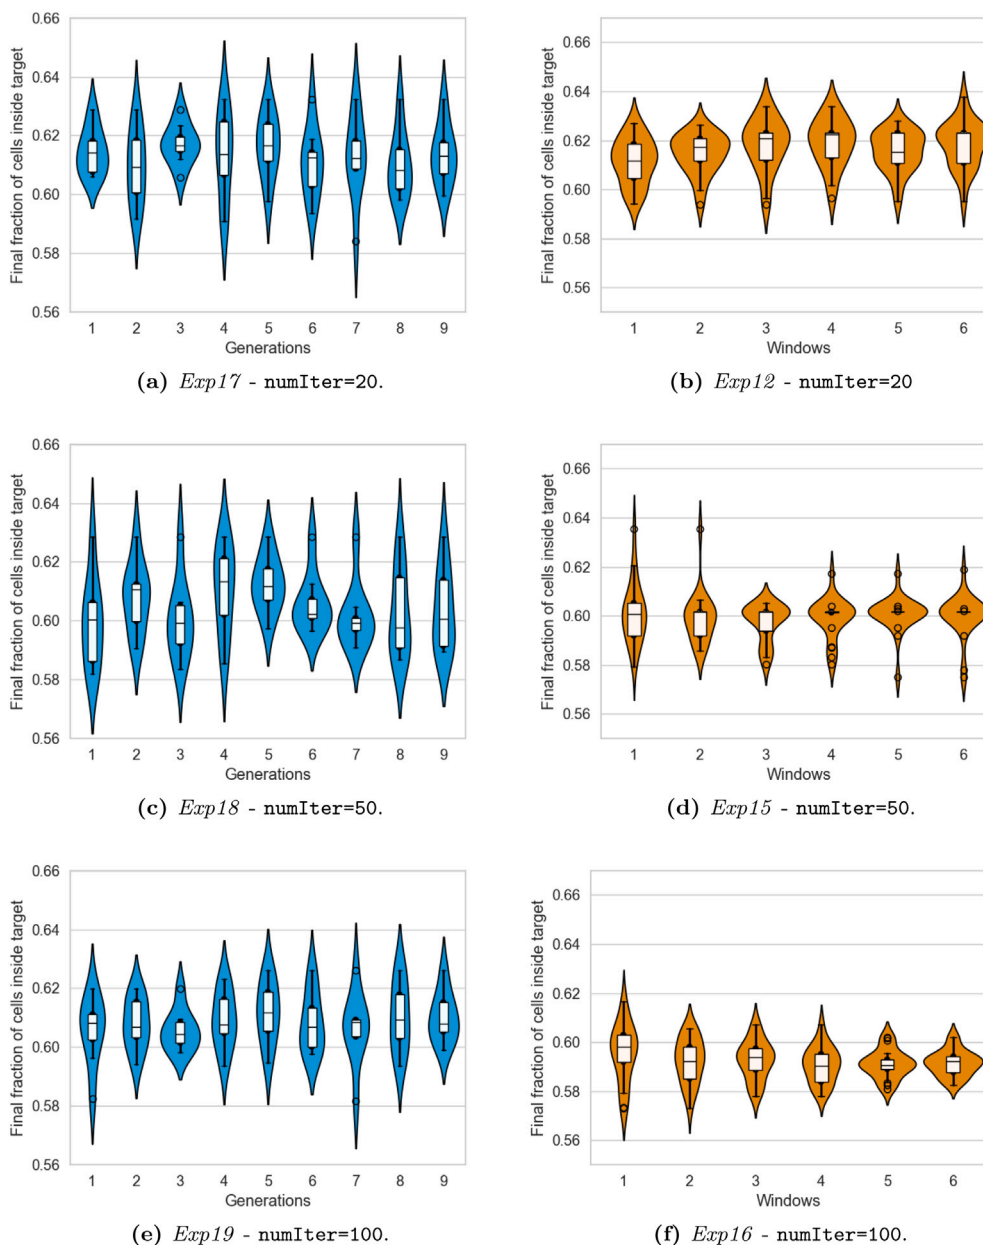 0.66
0.64
0.62
0.60
0.58
0.56
Final fraction of cells inside target
1 2 3 4 5 6 7 8 9
Generations
(a) Exp17 - numIter=20.
0.66
0.64
0.62
0.60
0.58
0.56
Final fraction of cells inside target
1 2 3 4 5 6
Windows
(b) Exp12 - numIter=20
0.66
0.64
0.62
0.60
0.58
0.56
Final fraction of cells inside target
1 2 3 4 5 6 7 8 9
Generations
(c) Exp18 - numIter=50.
0.66
0.64
0.62
0.60
0.58
0.56
Final fraction of cells inside target
1 2 3 4 5 6
Windows
(d) Exp15 - numIter=50.
0.66
0.64
0.62
0.60
0.58
0.56
Final fraction of cells inside target
1 2 3 4 5 6 7 8 9
Generations
(e) Exp19 - numIter=100.
0.66
0.64
0.62
0.60
0.58
0.56
Final fraction of cells inside target
1 2 3 4 5 6
Windows
(f) Exp16 - numIter=100.